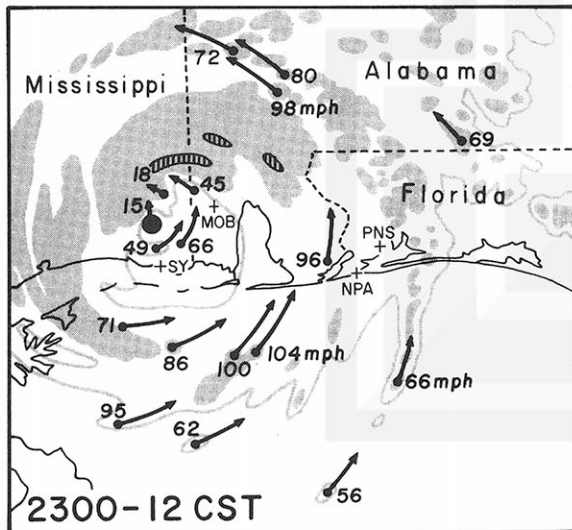 72
80
Mississippi
Alabama
98mph
69
18
45
Florida
+
MOB
15
PNS
+
49
66
96
+SY
+
NPA
71
86
104mph
100
66mph
95
62
56
2300-12 CST